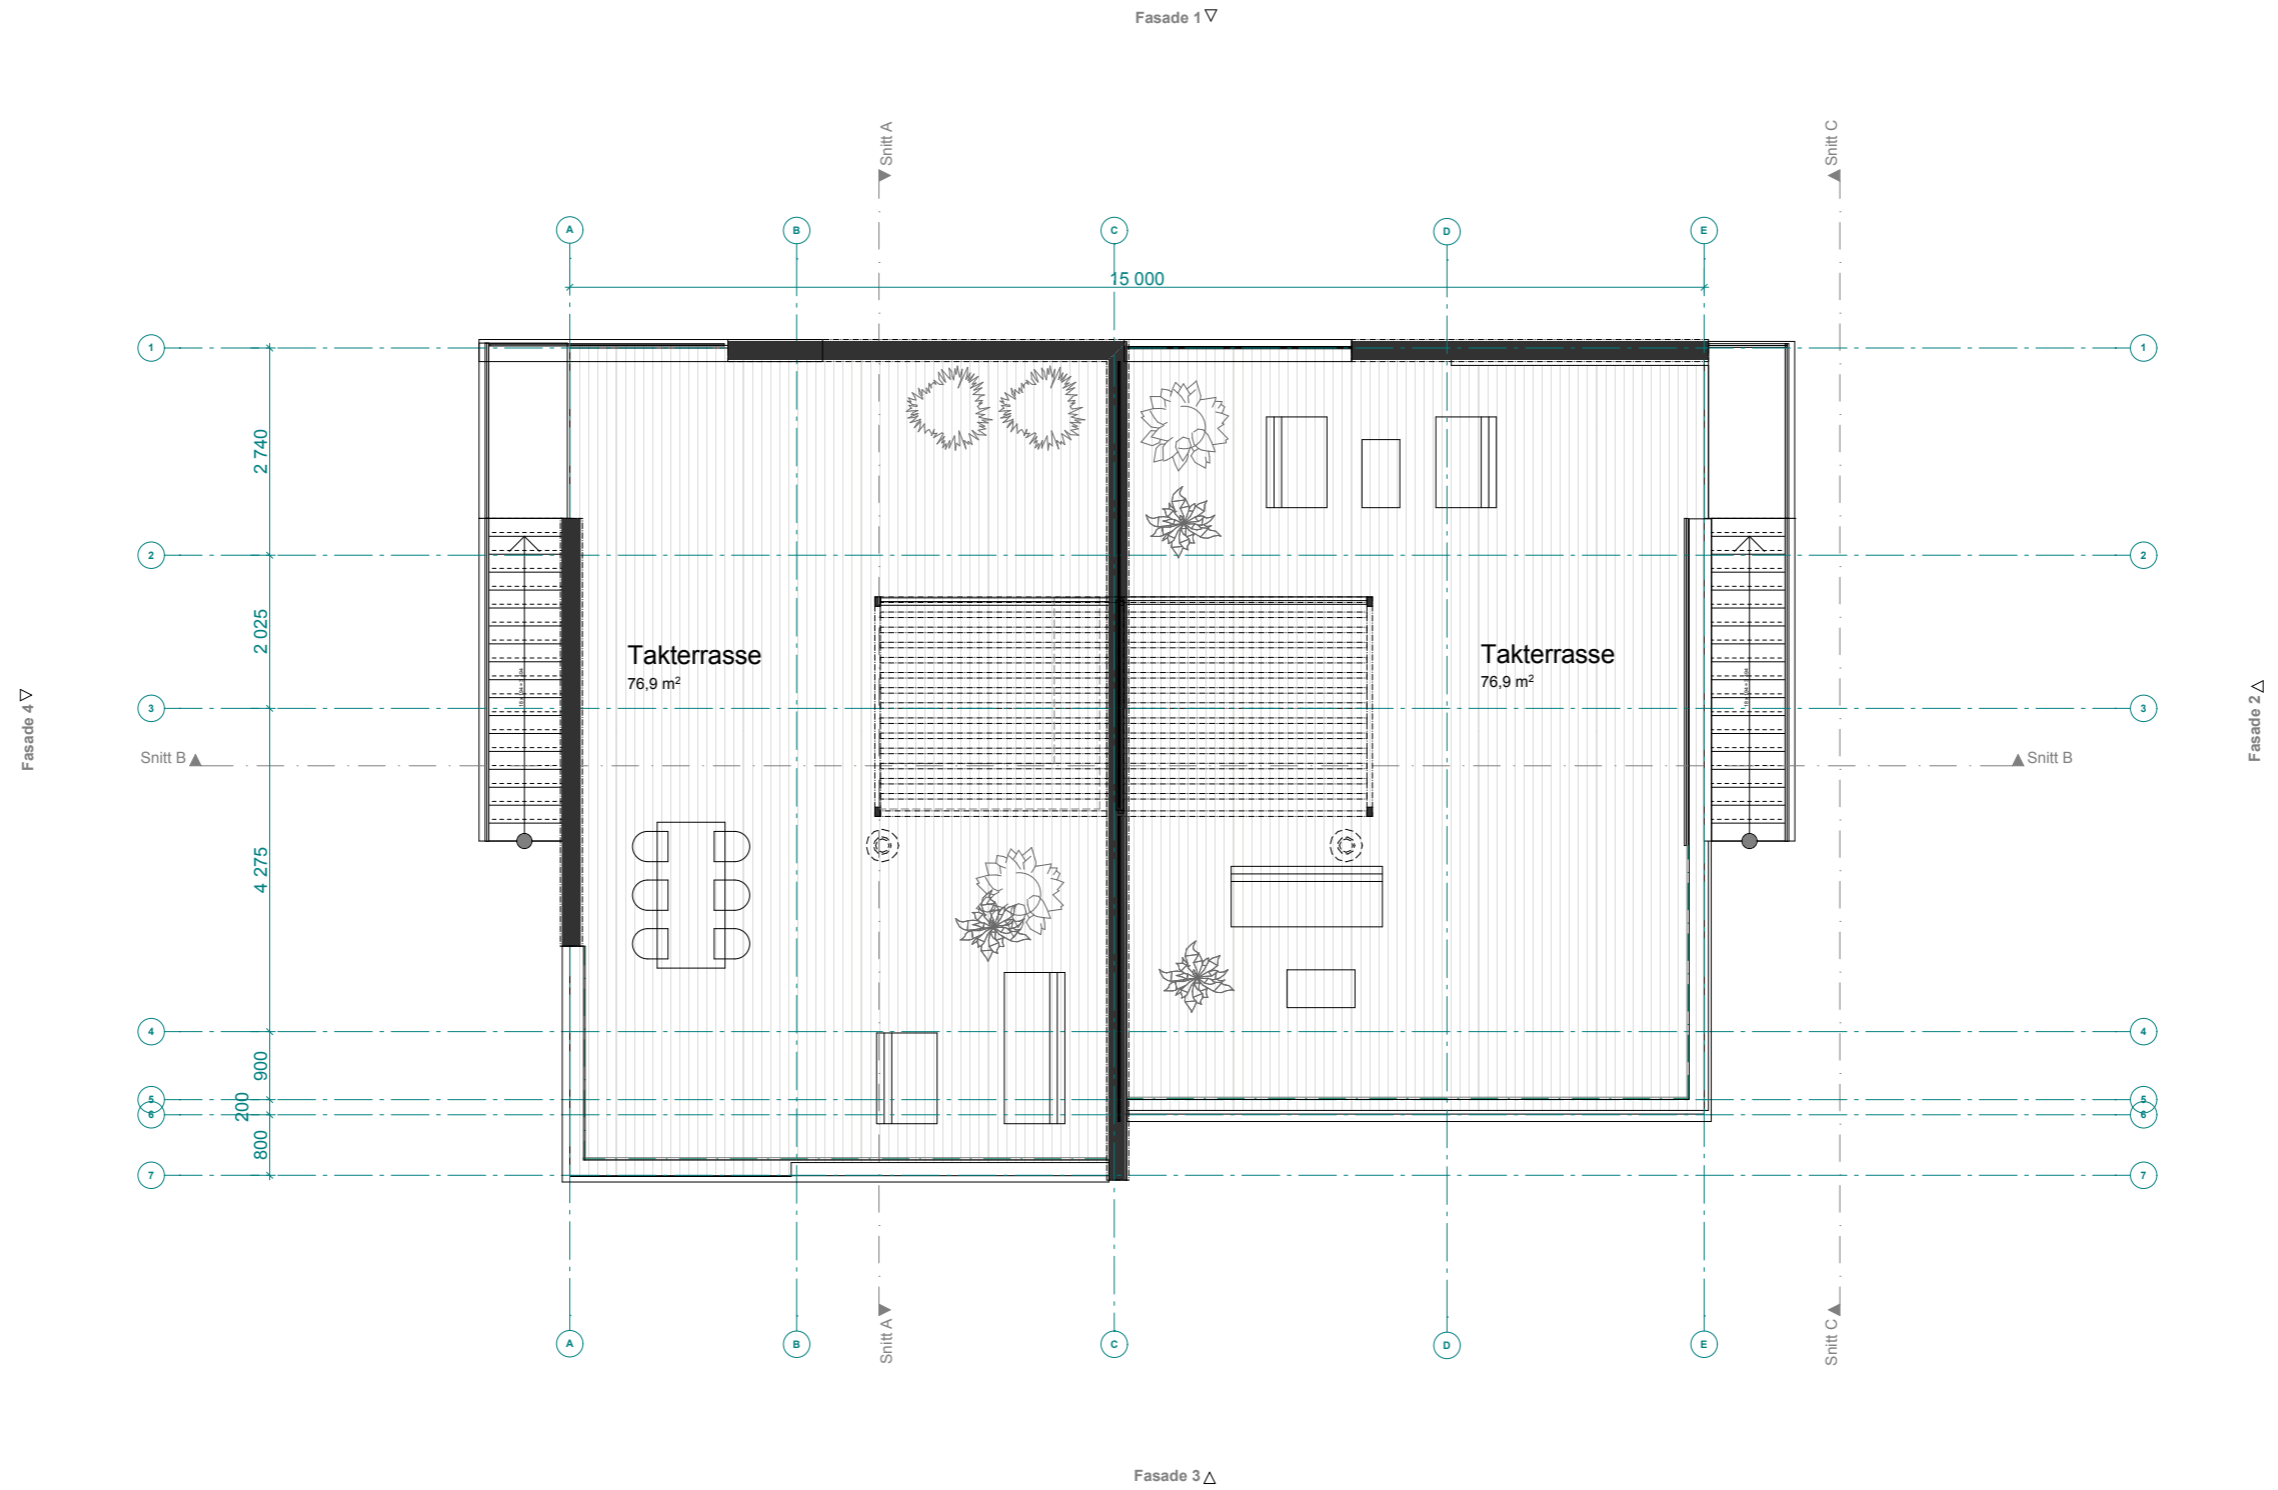 Fasade 1
Snitt A
Snitt C
A
B
C
D
E
15 000
1
1
2 740
2
2
2 025
Takterrasse
76,9 m²
Takterrasse
76,9 m²
3
3
Fasade 4
Fasade 2
Snitt B
Snitt B
4 275
4
4
900
5
5
200
6
6
800
7
7
A
B
C
D
E
Snitt A
Snitt C
Fasade 3